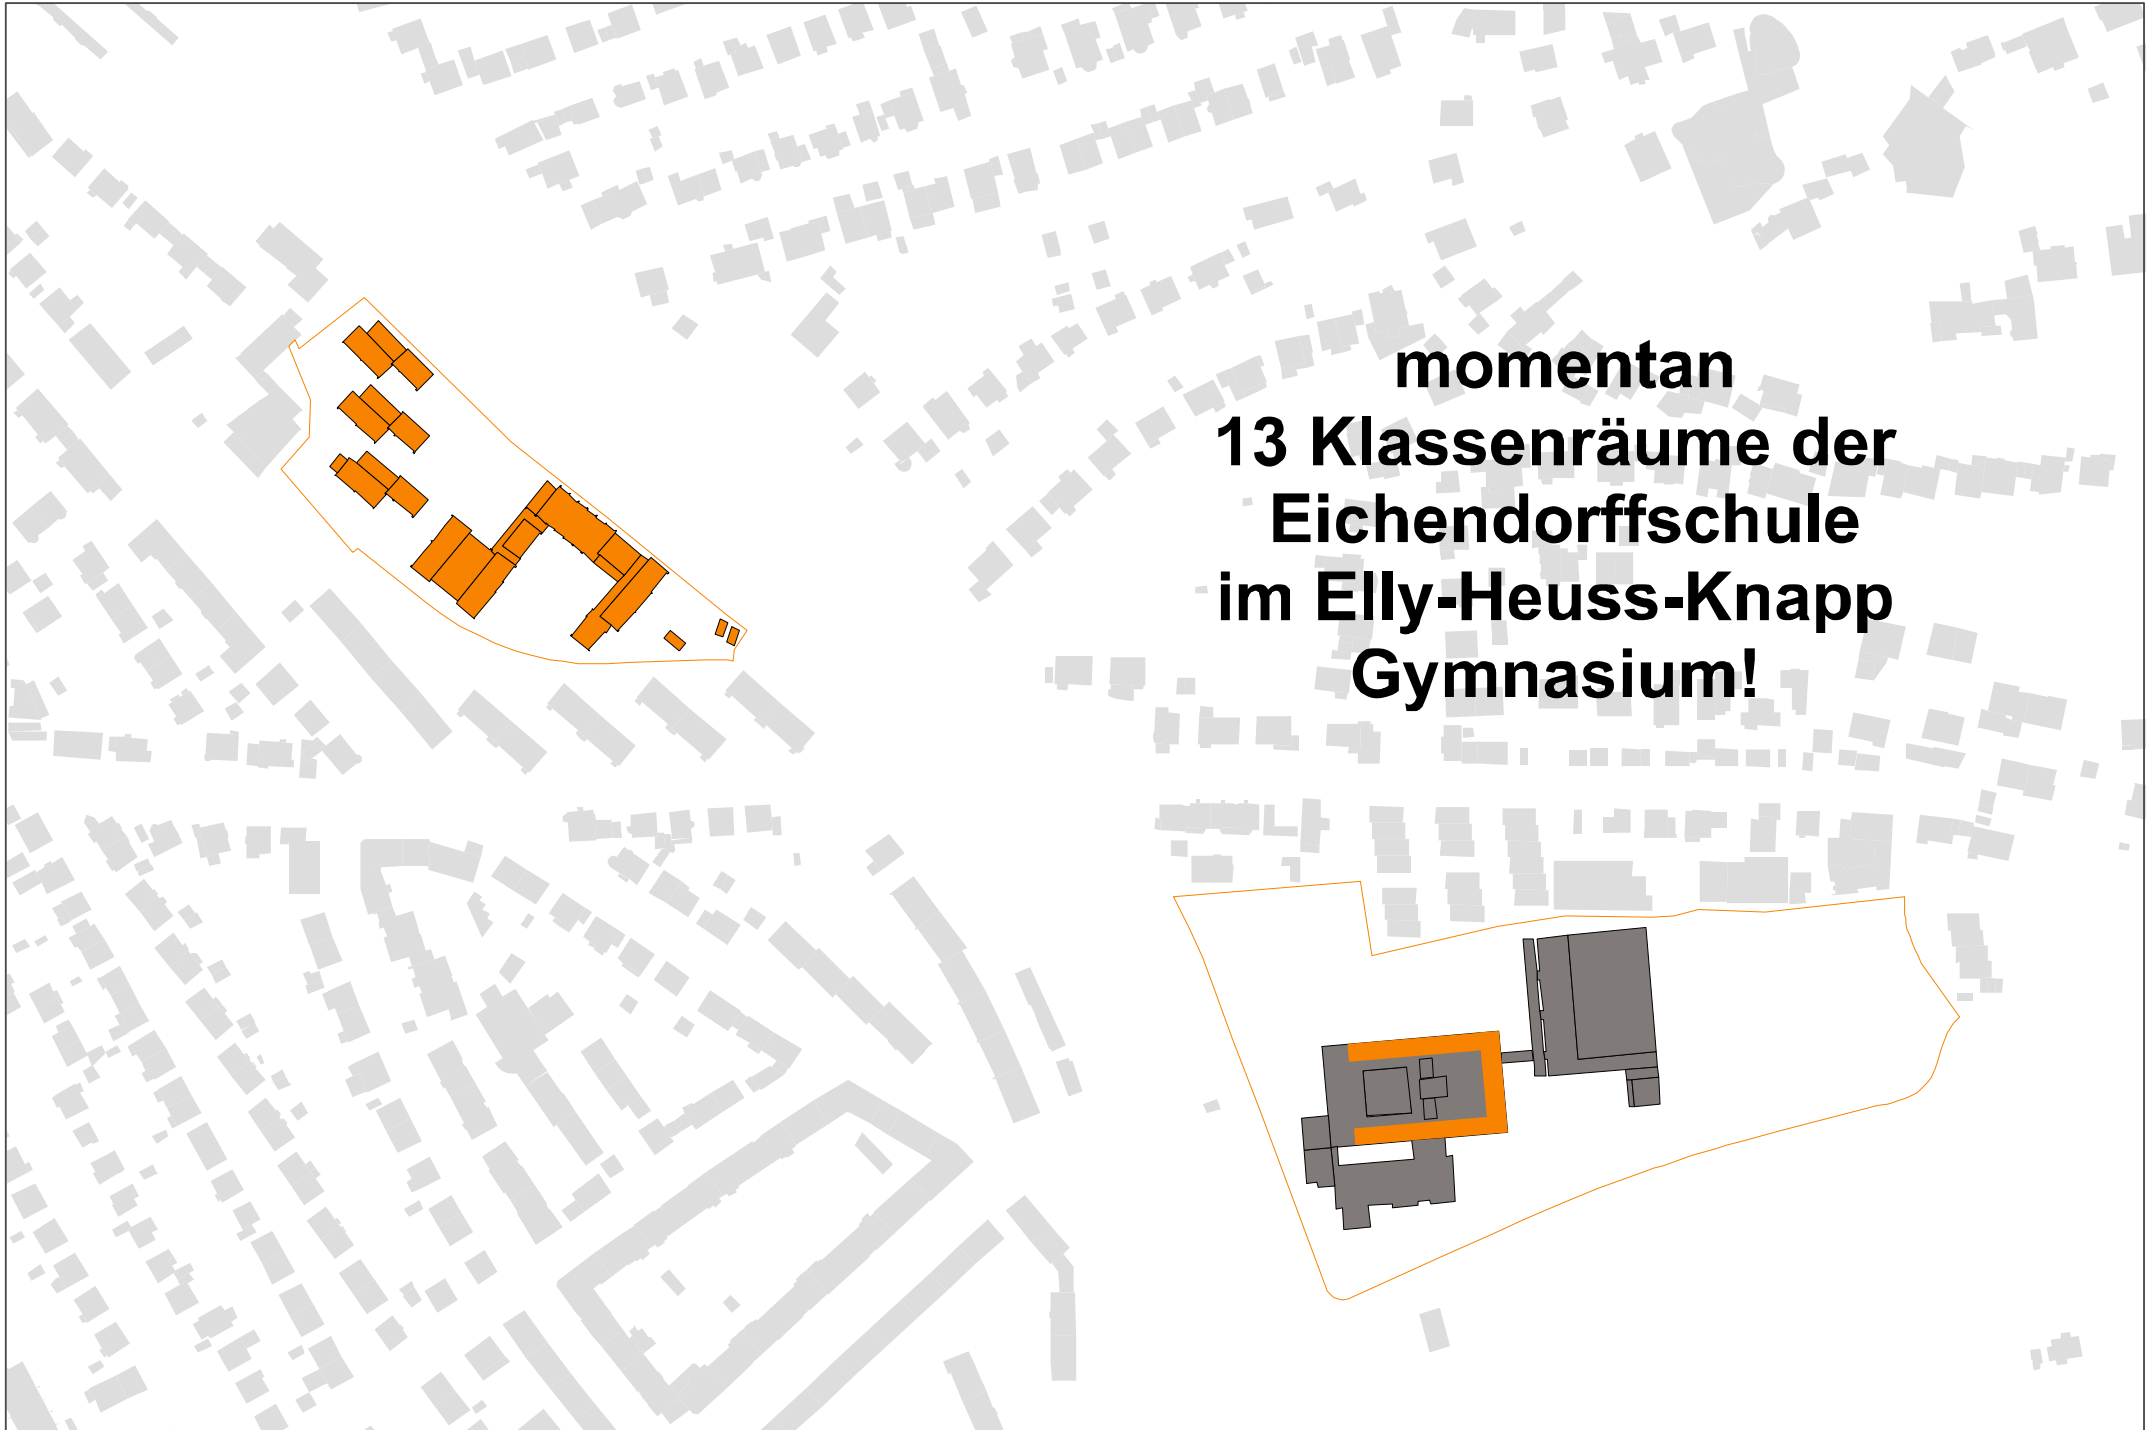 momentan
13 Klassenräume der
Eichendorffschule
im Elly-Heuss-Knapp
Gymnasium!